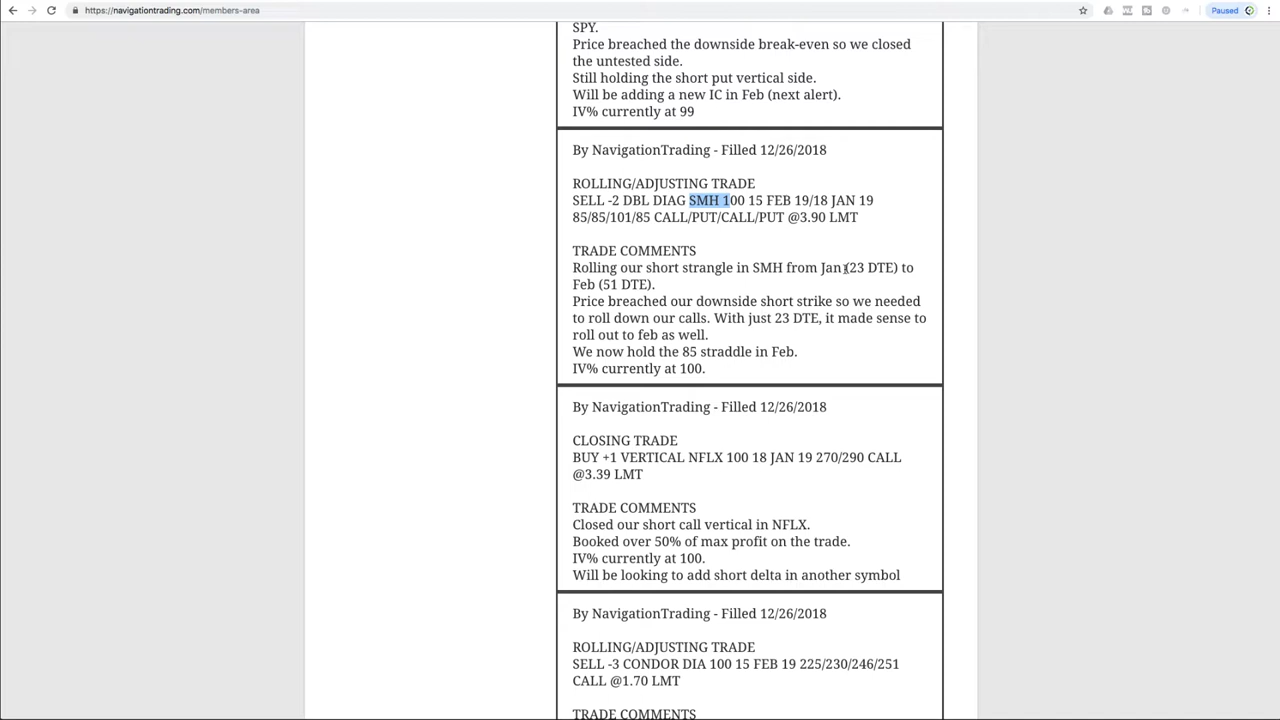 https://navigationtrading.com/members-area
Paused
SPY.
Price breached the downside break-even so we closed
the untested side.
Still holding the short put vertical side.
Will be adding a new IC in Feb (next alert).
IV% currently at 99
By NavigationTrading - Filled 12/26/2018
ROLLING/ADJUSTING TRADE
SELL -2 DBL DIAG SMH 100 15 FEB 19/18 JAN 19
85/85/101/85 CALL/PUT/CALL/PUT @3.90 LMT
TRADE COMMENTS
Rolling our short strangle in SMH from Jan (23 DTE) to
Feb (51 DTE).
Price breached our downside short strike so we needed
to roll down our calls. With just 23 DTE, it made sense to
roll out to feb as well.
We now hold the 85 straddle in Feb.
IV% currently at 100.
By NavigationTrading - Filled 12/26/2018
CLOSING TRADE
BUY +1 VERTICAL NFLX 100 18 JAN 19 270/290 CALL
@3.39 LMT
TRADE COMMENTS
Closed our short call vertical in NFLX.
Booked over 50% of max profit on the trade.
IV% currently at 100.
Will be looking to add short delta in another symbol
By NavigationTrading - Filled 12/26/2018
ROLLING/ADJUSTING TRADE
SELL -3 CONDOR DIA 100 15 FEB 19 225/230/246/251
CALL @1.70 LMT
TRADE COMMENTS